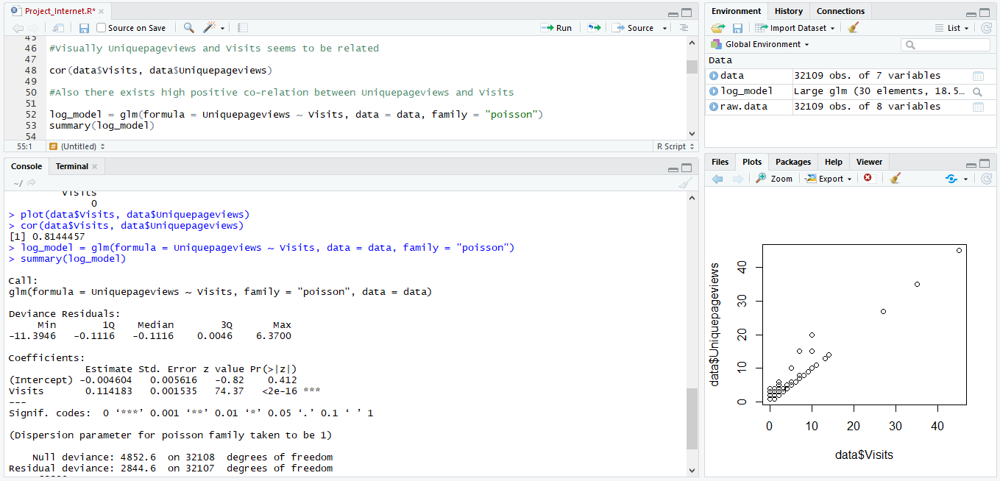 Project_Internet.R*
Source on Save
Run
Source
45
46 #Visually Uniquepageviews and Visits seems to be related
47
48 cor(data$Visits, data$Uniquepageviews)
49
50 #Also there exists high positive co-relation between Uniquepageviews and Visits
51
52 log_model = glm(formula = Uniquepageviews ~ Visits, data = data, family = "poisson")
53 summary(log_model)
54
55:1 # (Untitled) R Script
Console Terminal
~/
Visits
0
> plot(data$Visits, data$Uniquepageviews)
> cor(data$Visits, data$Uniquepageviews)
[1] 0.8144457
> log_model = glm(formula = Uniquepageviews ~ Visits, data = data, family = "poisson")
> summary(log_model)
Call:
glm(formula = Uniquepageviews ~ Visits, family = "poisson", data = data)
Deviance Residuals:
Min 1Q Median 3Q Max
-11.3946 -0.1116 -0.1116 0.0046 6.3700
Coefficients:
Estimate Std. Error z value Pr(>|z|)
(Intercept) -0.004604 0.005616 -0.82 0.412
Visits 0.114183 0.001535 74.37 <2e-16 ***
---
Signif. codes: 0 ‘***’ 0.001 ‘**’ 0.01 ‘*’ 0.05 ‘.’ 0.1 ‘ ’ 1
(Dispersion parameter for poisson family taken to be 1)
Null deviance: 4852.6 on 32108 degrees of freedom
Residual deviance: 2844.6 on 32107 degrees of freedom
Environment History Connections
Import Dataset List
Global Environment
Data
data 32109 obs. of 7 variables
log_model Large glm (30 elements, 18.5…
raw.data 32109 obs. of 8 variables
Files Plots Packages Help Viewer
Zoom Export
data$Uniquepageviews
40
30
20
10
0
0 10 20 30 40
data$Visits